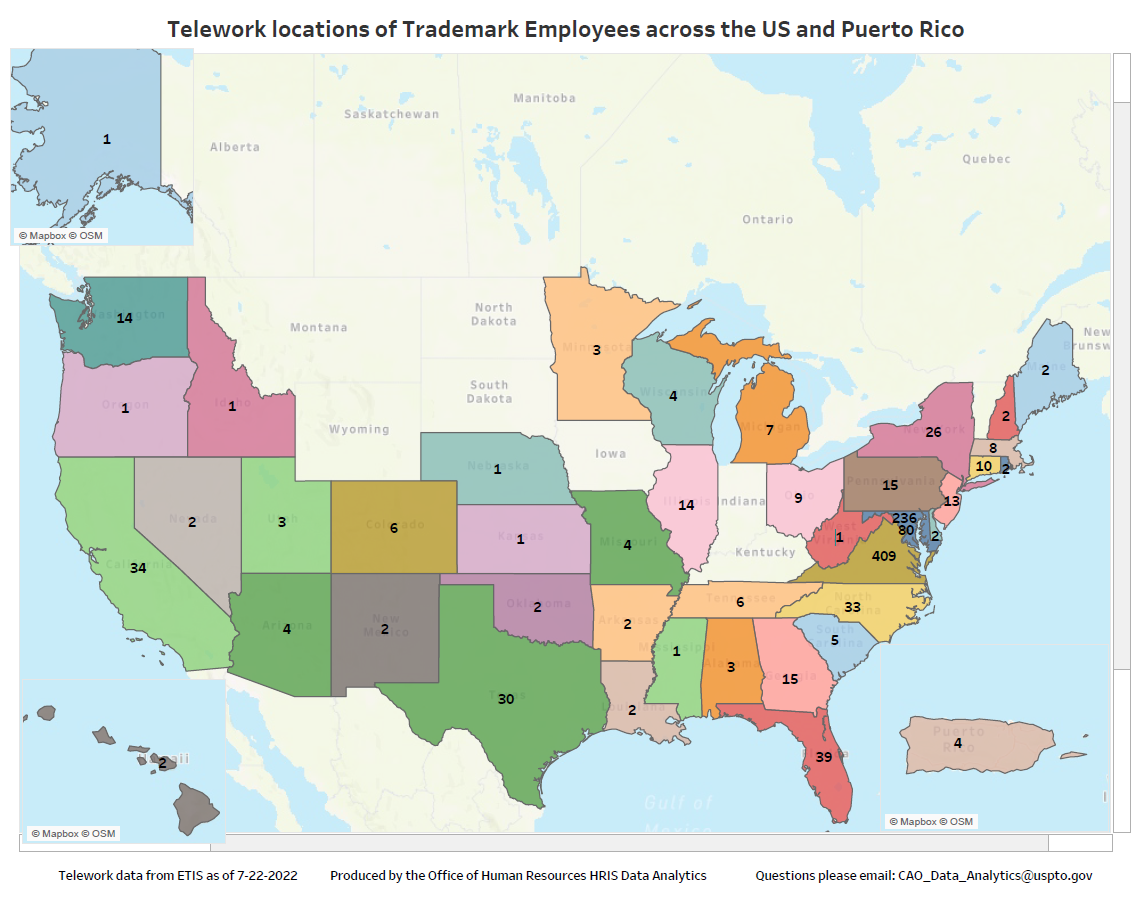 Telework locations of Trademark Employees across the US and Puerto Rico
1
© Mapbox © OSM
Alberta
Saskatchewan
Manitoba
Ontario
Quebec
New
Brunsw
Washington
14
Montana
North
Dakota
Minnesota
3
Maine
2
Oregon
1
Idaho
1
South
Dakota
Wisconsin
4
Michigan
7
New York
26
2
8
10
2
Wyoming
Iowa
Nebraska
1
Pennsylvania
15
13
Nevada
2
Utah
3
Colorado
6
Kansas
1
Missouri
4
Illinois
14
Indiana
Ohio
9
West
Virginia
1
236
80
2
Kentucky
409
California
34
Arizona
4
New
Mexico
2
Oklahoma
2
Arkansas
2
Tennessee
6
North
Carolina
33
South
Carolina
5
Mississippi
1
Alabama
3
Georgia
15
Texas
30
Louisiana
2
Florida
39
Hawaii
2
© Mapbox © OSM
Gulf of
Mexico
Puerto
Rico
4
© Mapbox © OSM
Telework data from ETIS as of 7-22-2022
Produced by the Office of Human Resources HRIS Data Analytics
Questions please email: CAO_Data_Analytics@uspto.gov